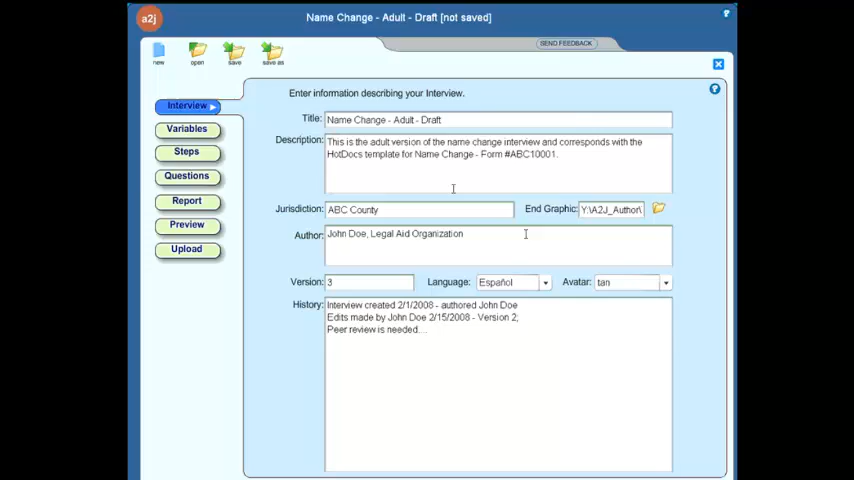 a2j
Name Change - Adult - Draft [not saved]
SEND FEEDBACK
new
open
save
save as
Interview
Variables
Steps
Questions
Report
Preview
Upload
Enter information describing your Interview.
Title: Name Change - Adult - Draft
Description: This is the adult version of the name change interview and corresponds with the
HotDocs template for Name Change - Form #ABC10001.
Jurisdiction: ABC County End Graphic: Y:\A2J_Author\
Author: John Doe, Legal Aid Organization
Version: 3 Language: Español Avatar: tan
History: Interview created 2/1/2008 - authored John Doe
Edits made by John Doe 2/15/2008 - Version 2;
Peer review is needed....